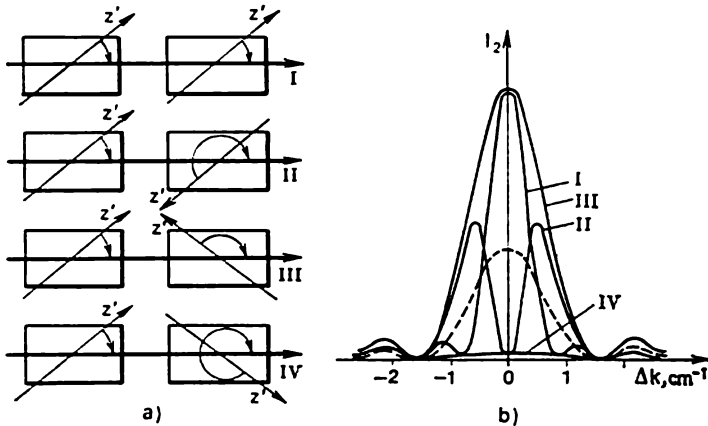 z' z'
I
z'
II
z'
z' z'
III
z'
IV
z'
a)
I₂
I
III
II
IV
-2 -1 0 1 Δk, cm⁻¹
b)